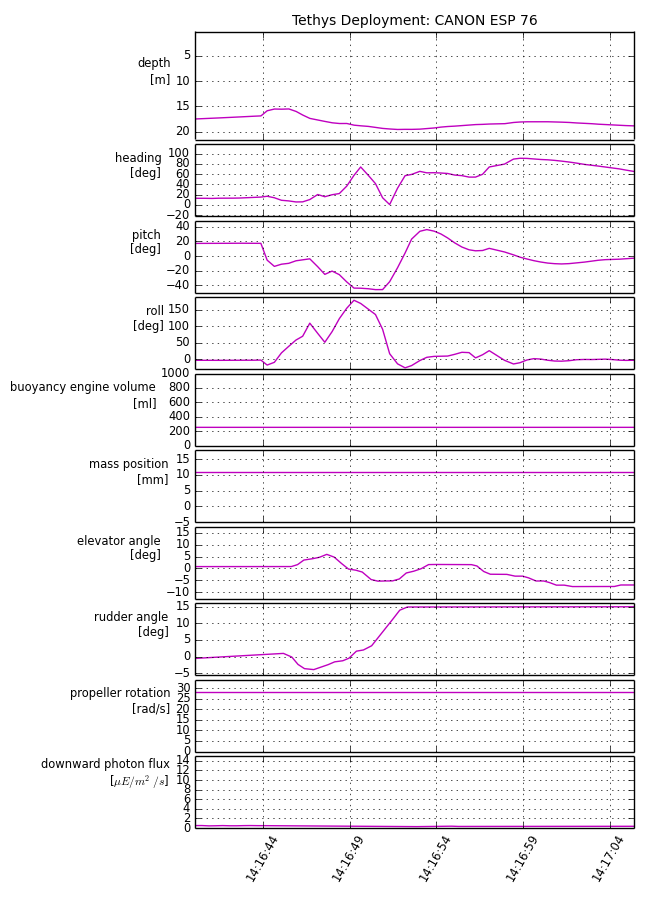 Tethys Deployment: CANON ESP 76
depth
[m]
5
10
15
20
heading
[deg]
100
80
60
40
20
0
−20
pitch
[deg]
40
20
0
−20
−40
roll
[deg]
150
100
50
0
buoyancy engine volume
[ml]
1000
800
600
400
200
0
mass position
[mm]
15
10
5
0
−5
elevator angle
[deg]
15
10
5
0
−5
−10
rudder angle
[deg]
15
10
5
0
−5
propeller rotation
[rad/s]
30
25
20
15
10
5
0
downward photon flux
[μE/m² /s]
14
12
10
8
6
4
2
0
14:16:44
14:16:49
14:16:54
14:16:59
14:17:04